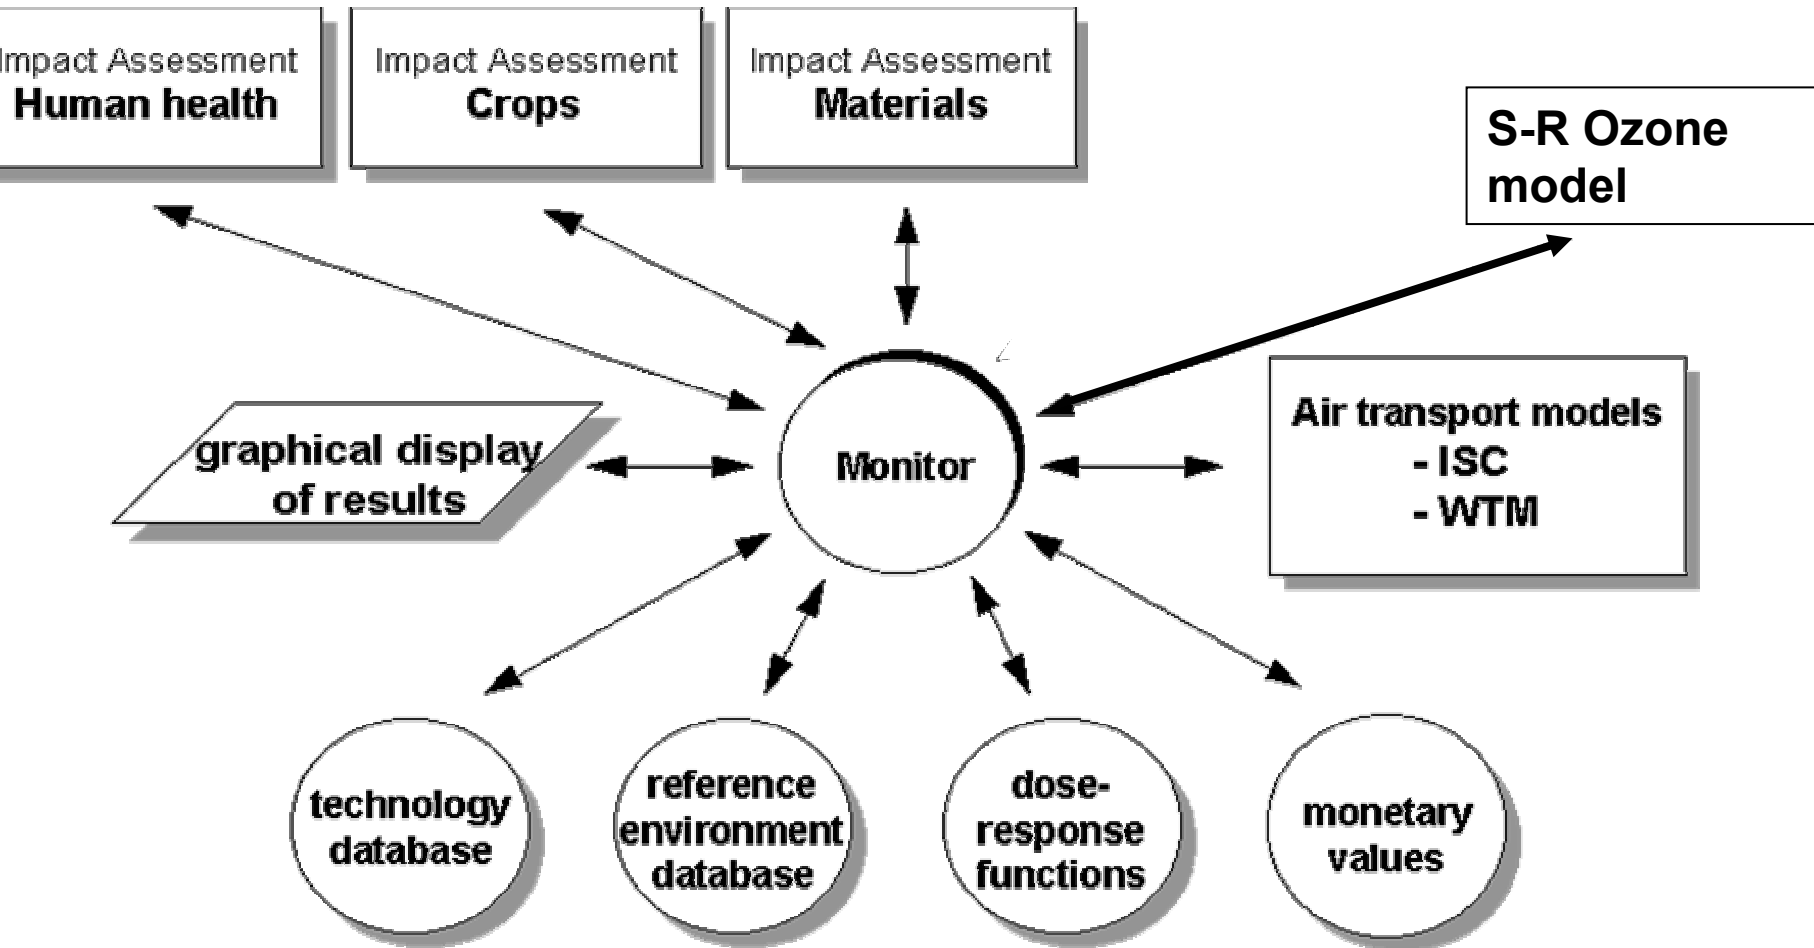 Impact Assessment
Human health
Impact Assessment
Crops
Impact Assessment
Materials
S-R Ozone
model
graphical display
of results
Monitor
Air transport models
- ISC
- WTM
technology
database
reference
environment
database
dose-
response
functions
monetary
values